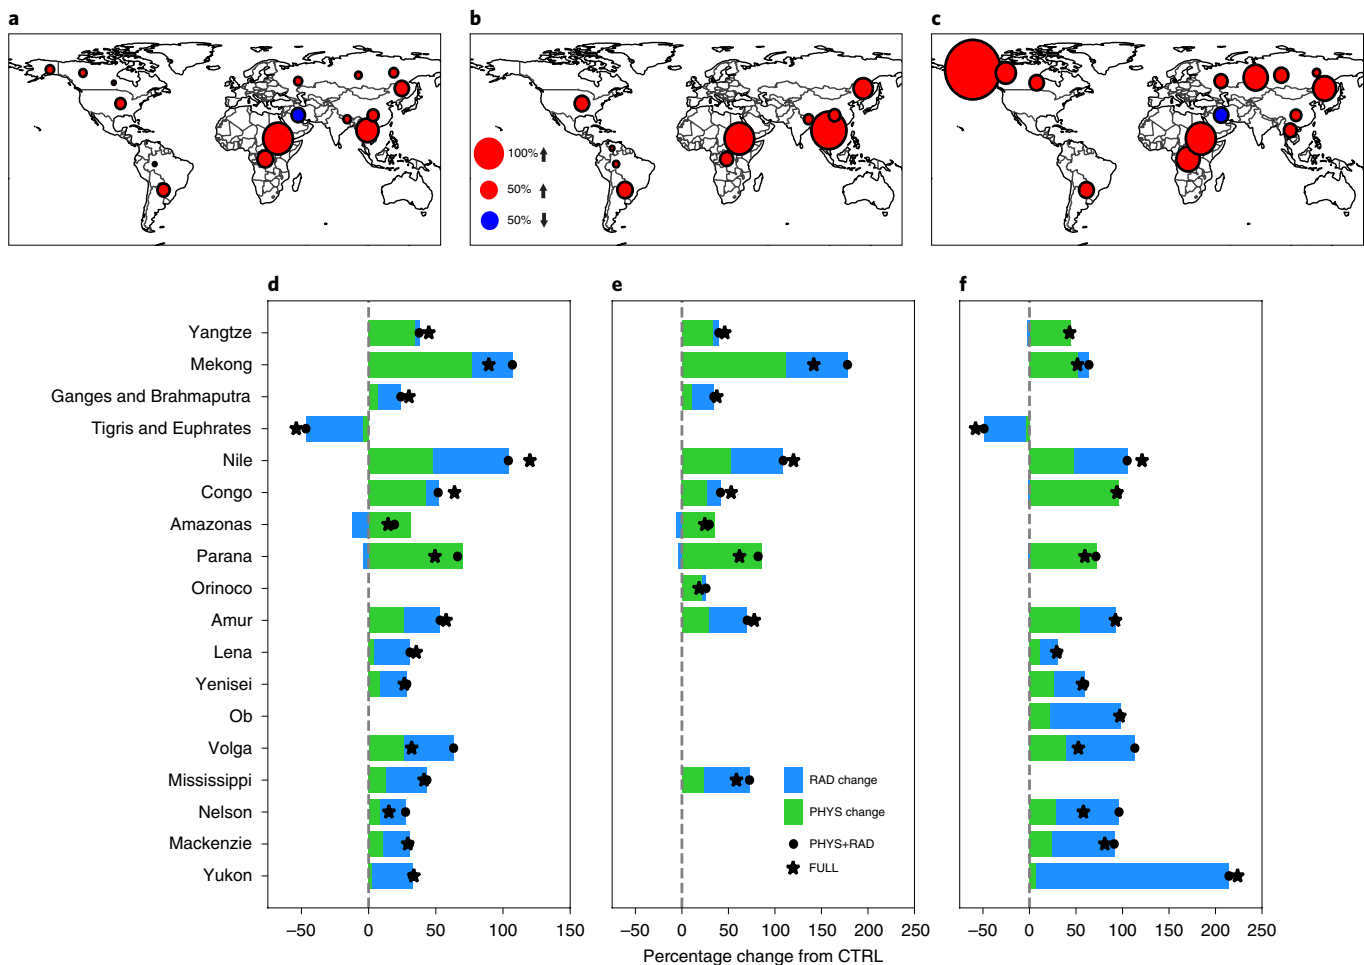 a
b
c
100%
50%
50%
d
e
f
Yangtze
Mekong
Ganges and Brahmaputra
Tigris and Euphrates
Nile
Congo
Amazonas
Parana
Orinoco
Amur
Lena
Yenisei
Ob
Volga
Mississippi
Nelson
Mackenzie
Yukon
RAD change
PHYS change
PHYS+RAD
FULL
−50 0 50 100 150
−50 0 50 100 150 200 250
−50 0 50 100 150 200 250
Percentage change from CTRL